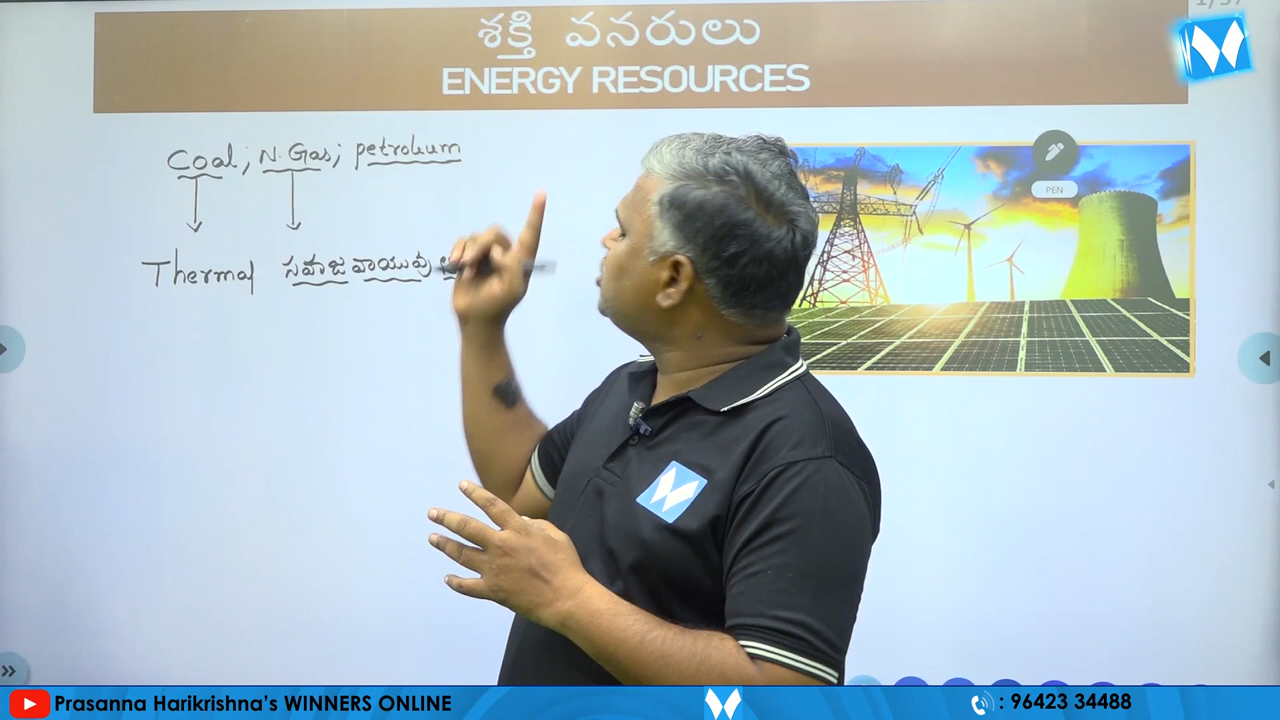 శక్తి వనరులు
ENERGY RESOURCES
Coal; N. Gas; petroleum
PEN
Thermal సహజవాయువు
Prasanna Harikrishna's WINNERS ONLINE
: 96423 34488